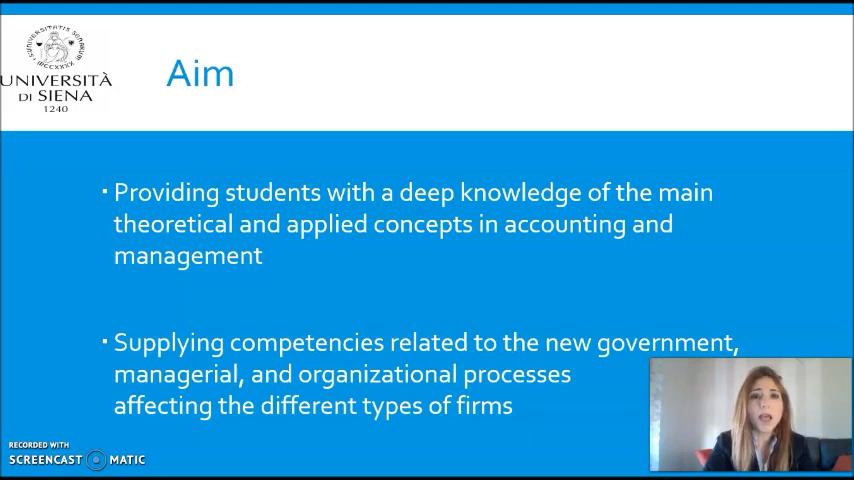 UNIVERSITÀ
DI SIENA
1240
Aim
Providing students with a deep knowledge of the main
theoretical and applied concepts in accounting and
management
Supplying competencies related to the new government,
managerial, and organizational processes
affecting the different types of firms
RECORDED WITH
SCREENCAST MATIC